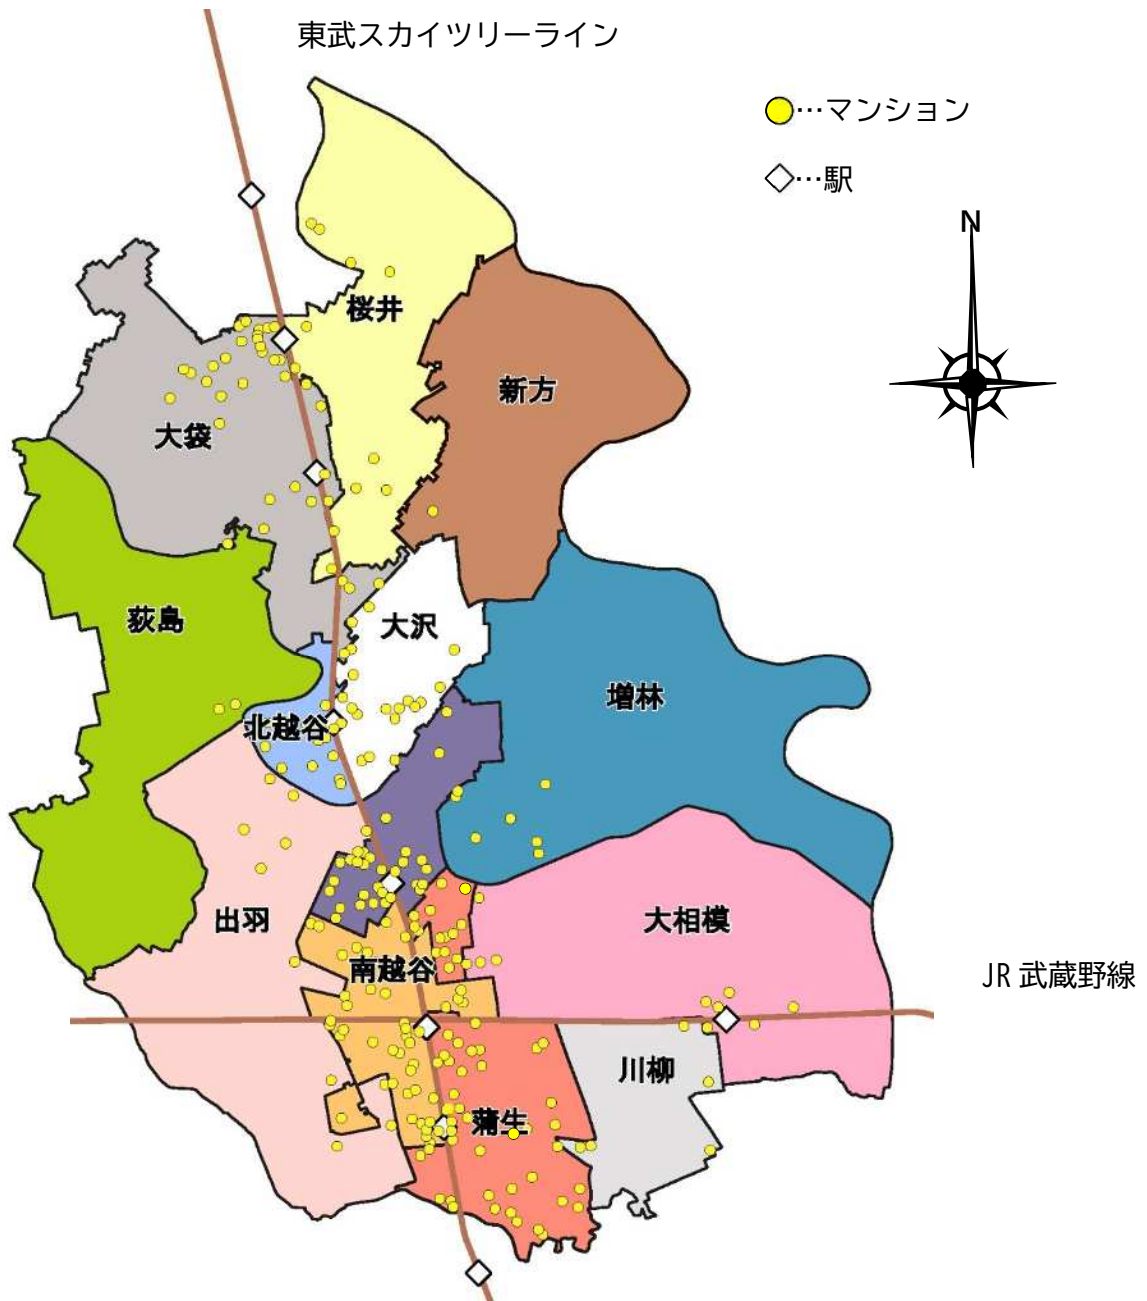 東武スカイツリーライン
…マンション
…駅
N
桜井
新方
大袋
荻島
大沢
増林
北越谷
出羽
大相模
南越谷
JR 武蔵野線
川柳
蒲生